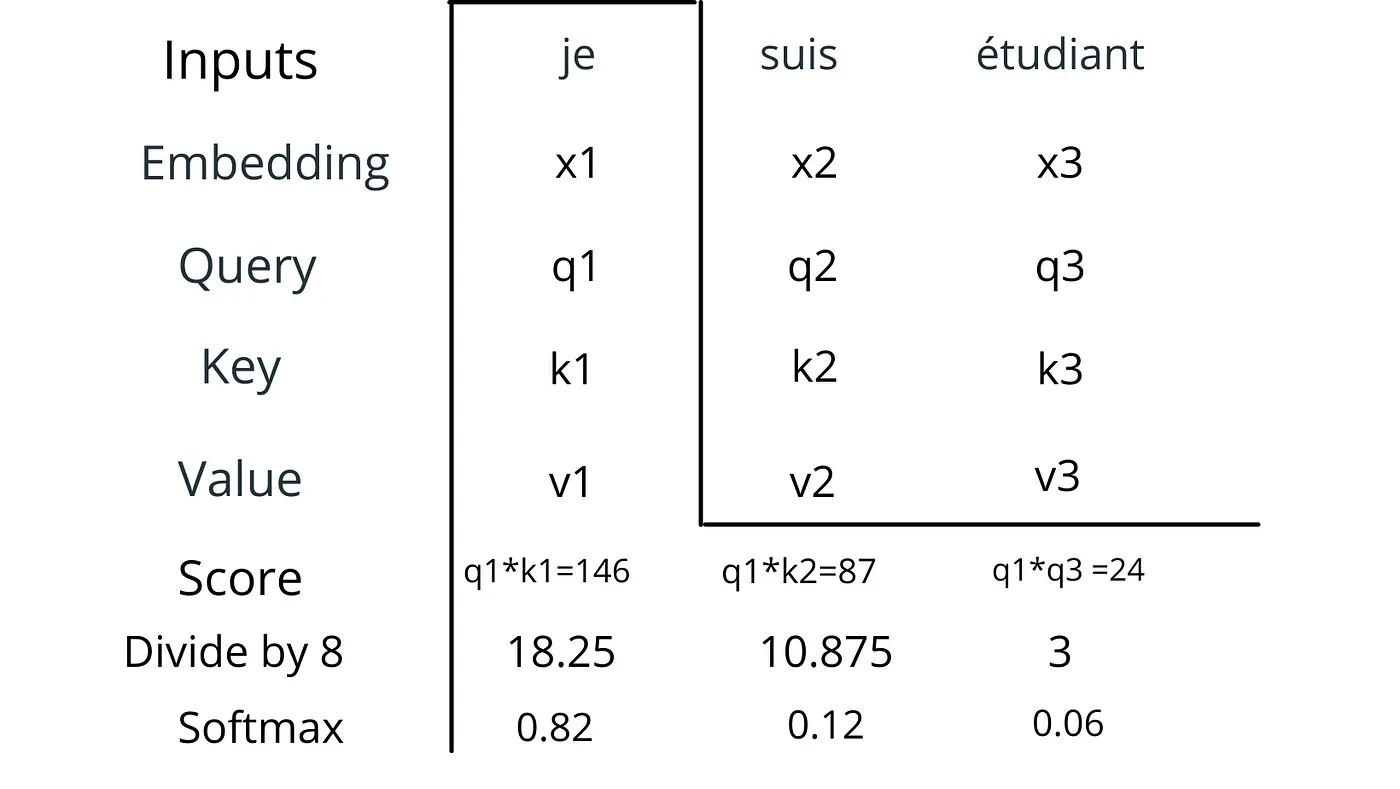 Inputs je suis étudiant
Embedding x1 x2 x3
Query q1 q2 q3
Key k1 k2 k3
Value v1 v2 v3
Score q1*k1=146 q1*k2=87 q1*q3 =24
Divide by 8 18.25 10.875 3
Softmax 0.82 0.12 0.06